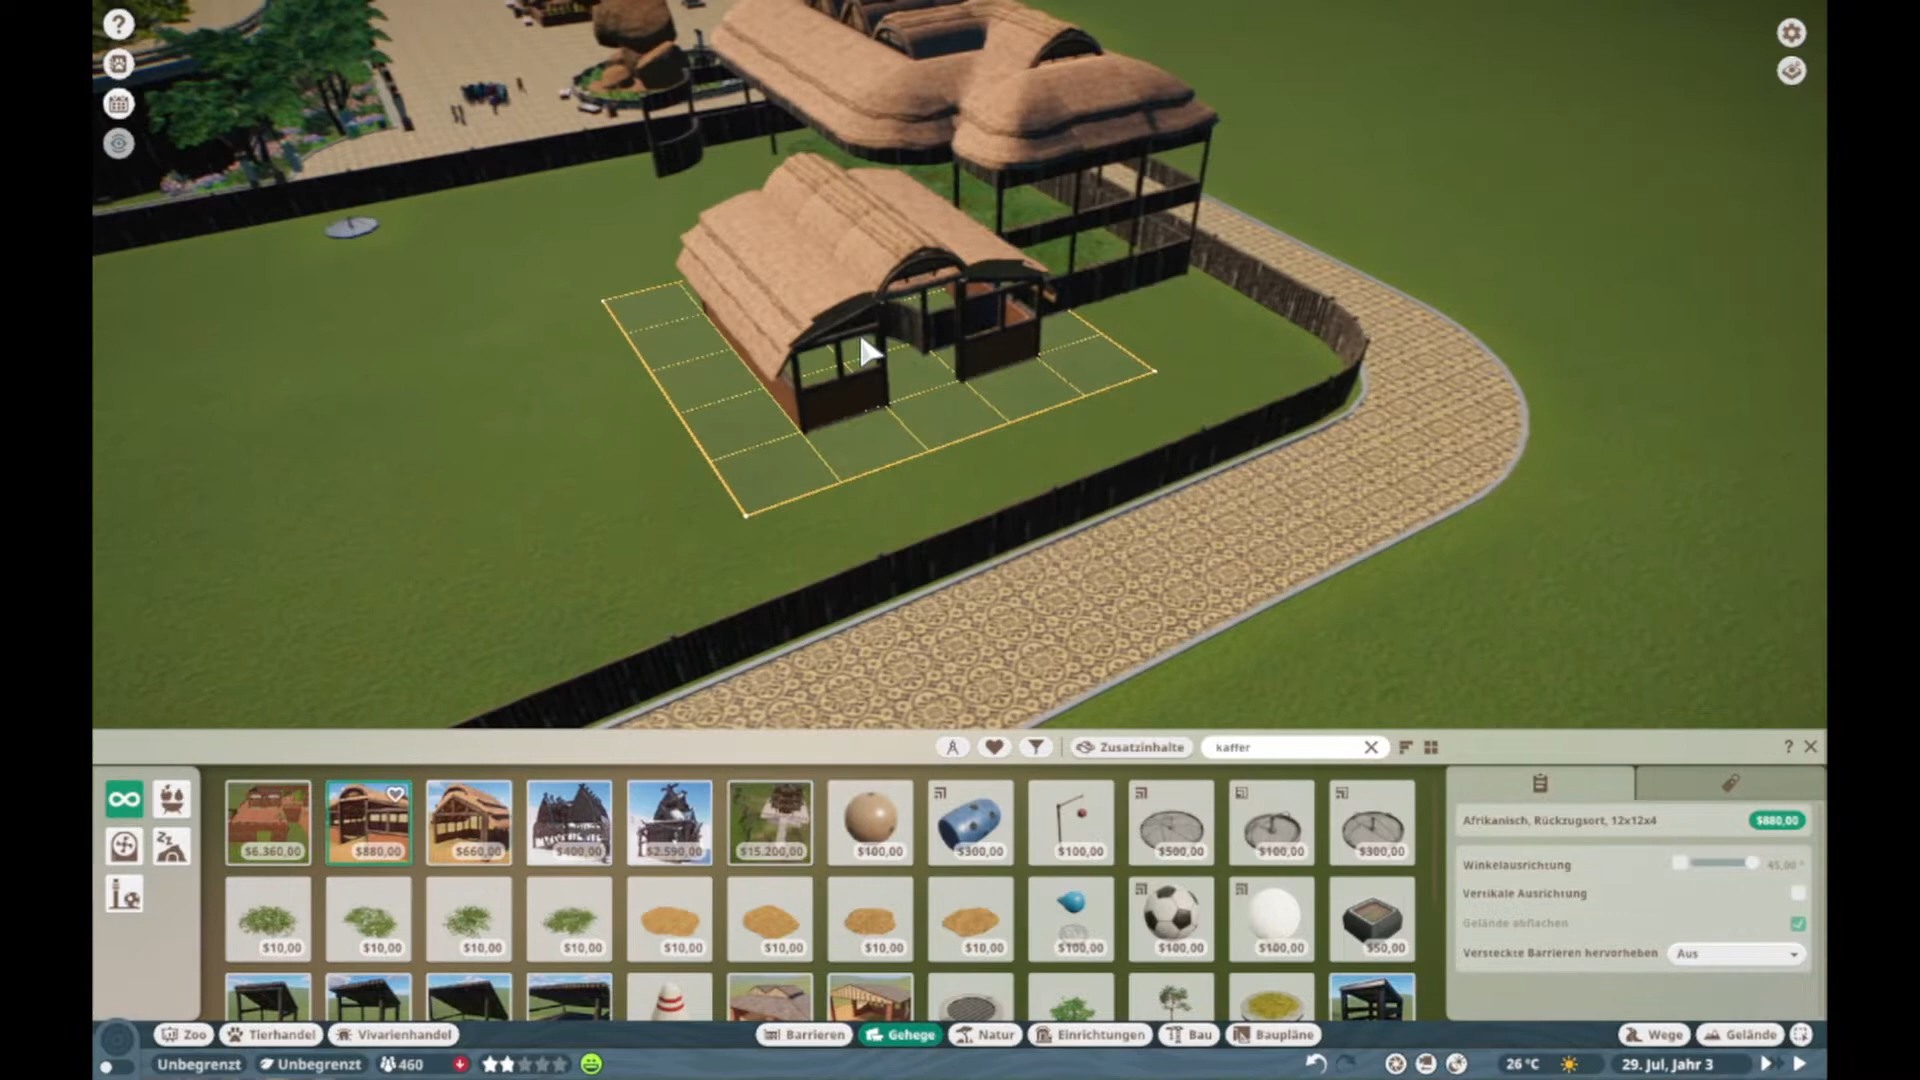 Zusatzinhalte kaffer
$6.360,00 $880,00 $660,00 $400,00 $2.590,00 $15.200,00 $100,00 $300,00 $100,00 $500,00 $100,00 $300,00
$10,00 $10,00 $10,00 $10,00 $10,00 $10,00 $10,00 $10,00 $100,00 $100,00 $100,00 $50,00
Afrikanisch, Rückzugsort, 12x12x4 $880,00
Winkelausrichtung 45,00 °
Vertikale Ausrichtung
Gelände abflachen
Versteckte Barrieren hervorheben Aus
Zoo Tierhandel Vivarienhandel Barrieren Gehege Natur Einrichtungen Bau Baupläne Wege Gelände
Unbegrenzt Unbegrenzt 460 26 °C 29. Jul, Jahr 3